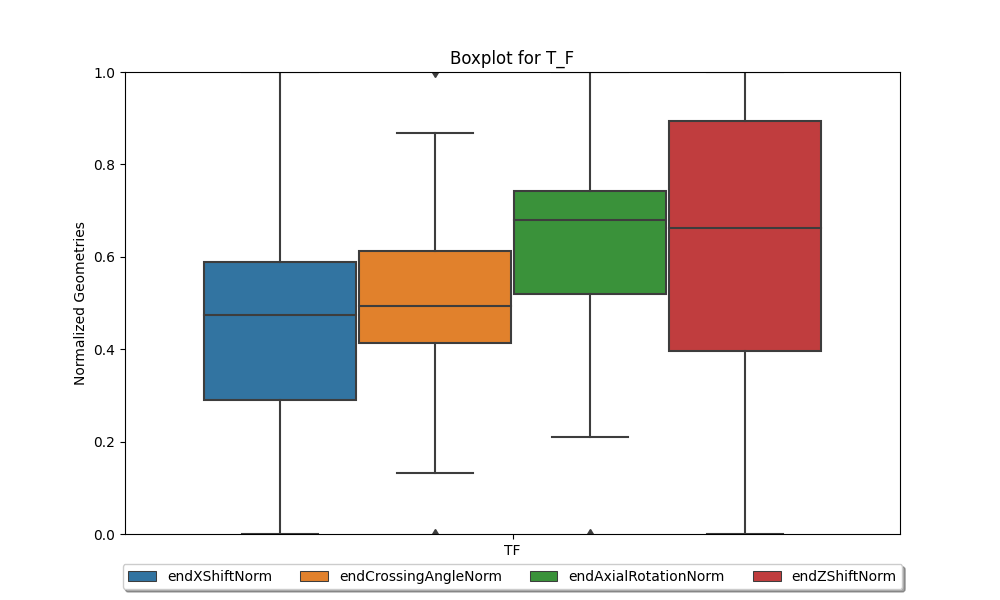 Boxplot for T_F
1.0
0.8
0.6
0.4
0.2
0.0
Normalized Geometries
TF
endXShiftNorm endCrossingAngleNorm endAxialRotationNorm endZShiftNorm